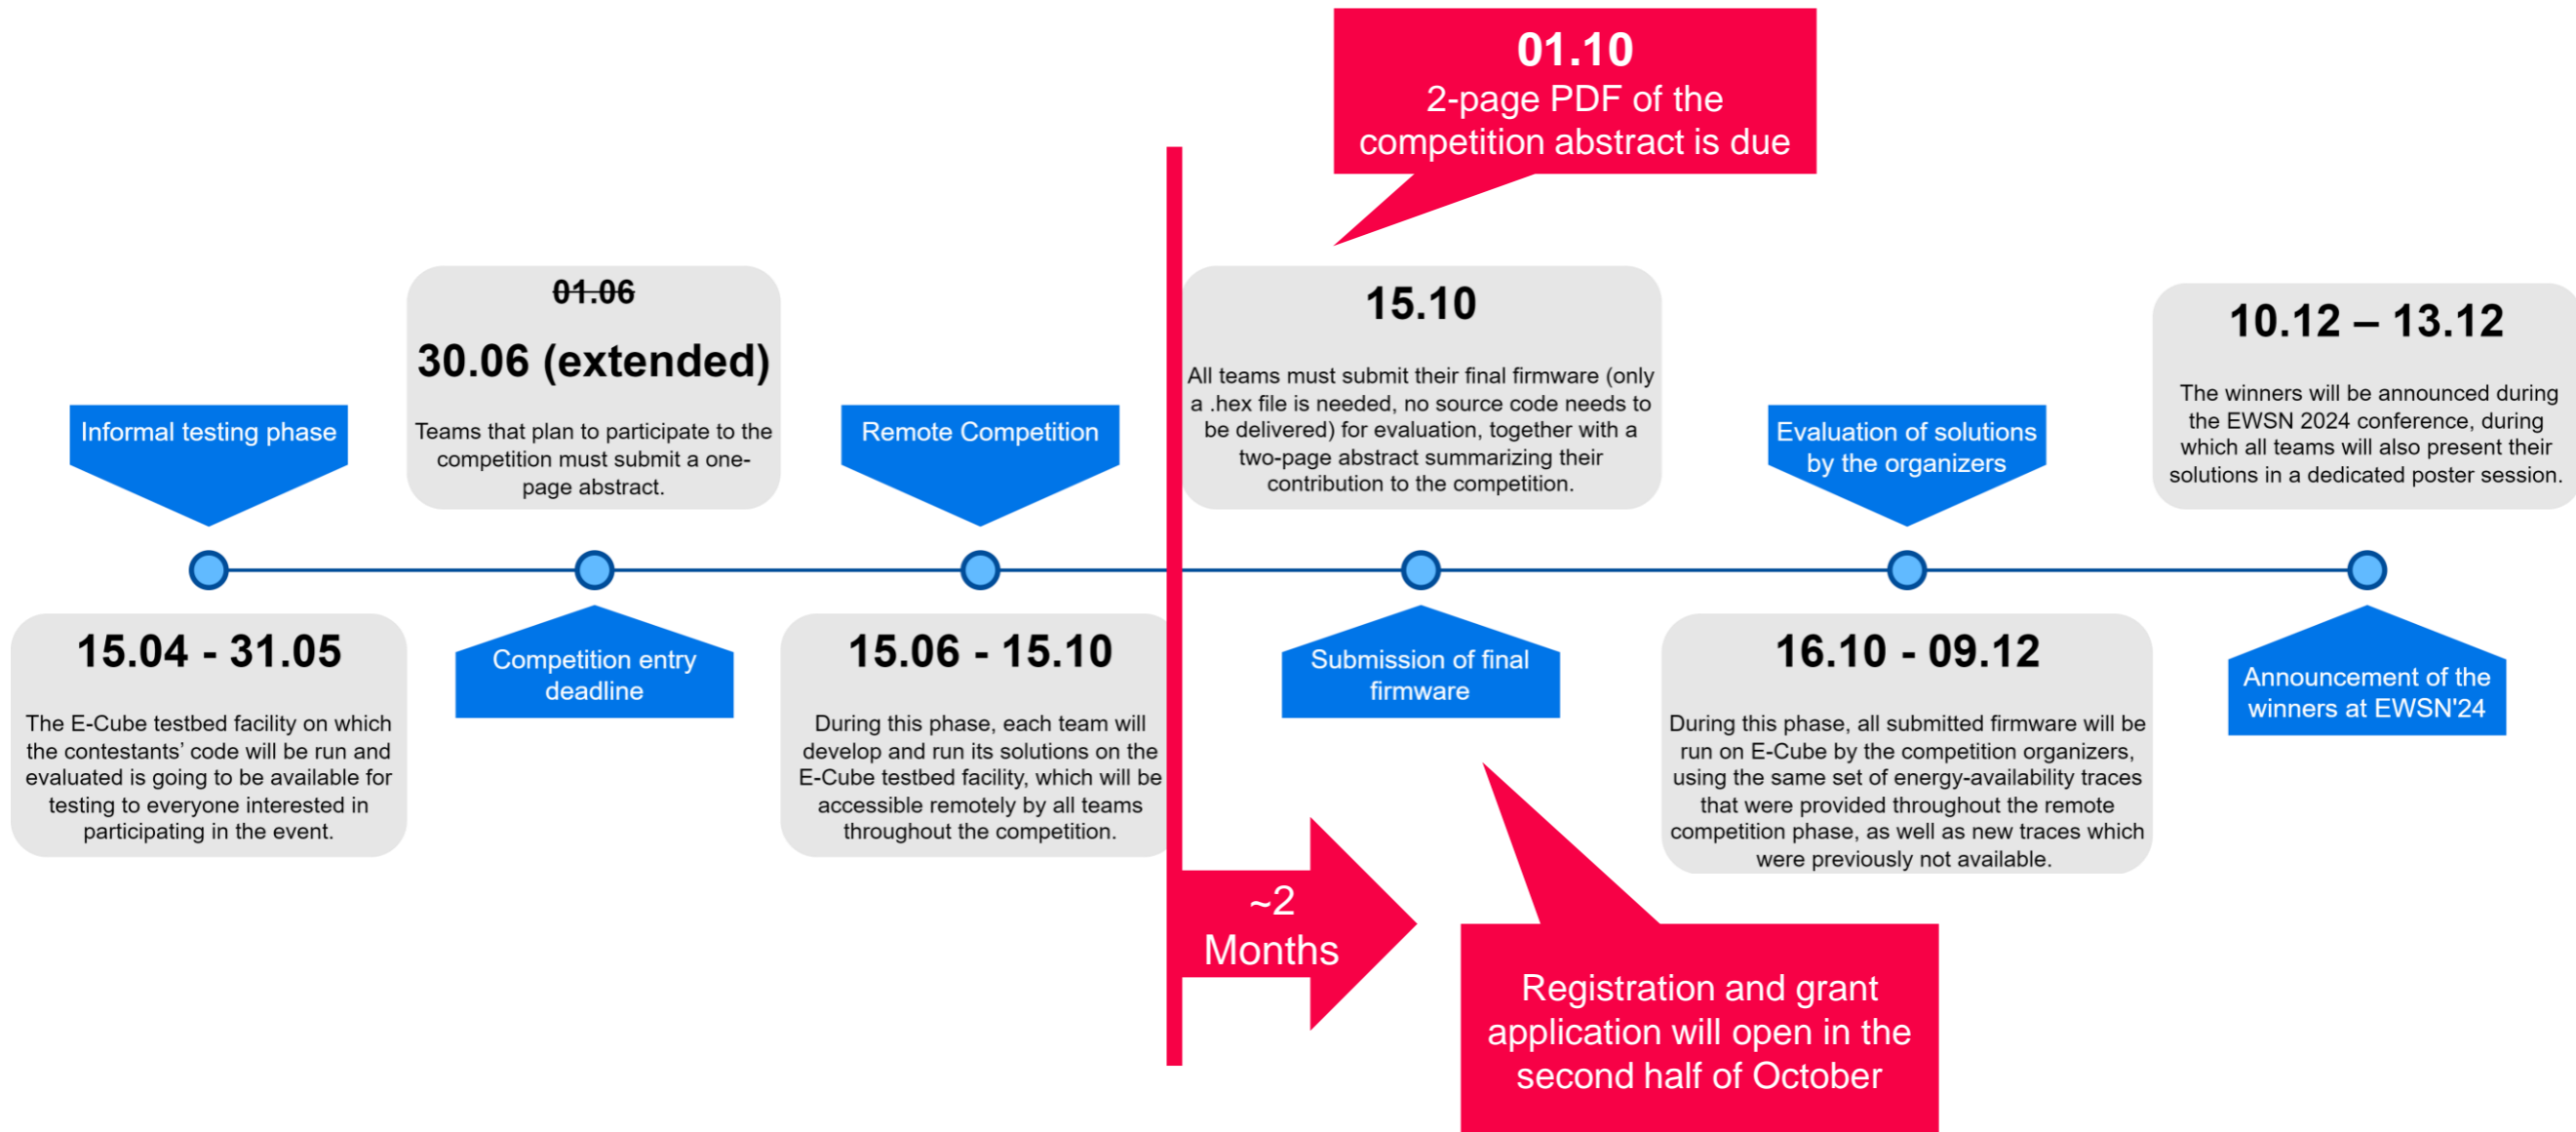 01.10
2-page PDF of the
competition abstract is due
Informal testing phase
15.04 - 31.05
The E-Cube testbed facility on which
the contestants’ code will be run and
evaluated is going to be available for
testing to everyone interested in
participating in the event.
01.06
30.06 (extended)
Teams that plan to participate to the
competition must submit a one-
page abstract.
Competition entry
deadline
Remote Competition
15.06 - 15.10
During this phase, each team will
develop and run its solutions on the
E-Cube testbed facility, which will be
accessible remotely by all teams
throughout the competition.
15.10
All teams must submit their final firmware (only
a .hex file is needed, no source code needs to
be delivered) for evaluation, together with a
two-page abstract summarizing their
contribution to the competition.
Submission of final
firmware
~2
Months
Registration and grant
application will open in the
second half of October
Evaluation of solutions
by the organizers
16.10 - 09.12
During this phase, all submitted firmware will be
run on E-Cube by the competition organizers,
using the same set of energy-availability traces
that were provided throughout the remote
competition phase, as well as new traces which
were previously not available.
10.12 – 13.12
The winners will be announced during
the EWSN 2024 conference, during
which all teams will also present their
solutions in a dedicated poster session.
Announcement of the
winners at EWSN'24